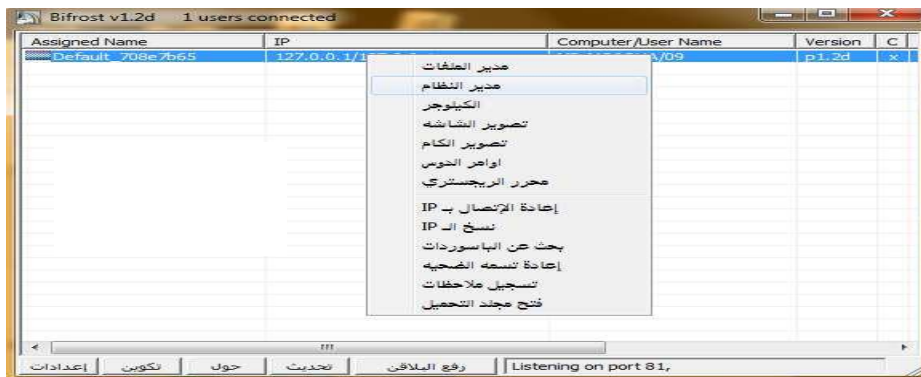 Bifrost v1.2d 1 users connected
Assigned Name IP Computer/User Name Version C
Default_708e7b65 127.0.0.1/ A/09 p1.2d x
مدير الملفات
مدير النظام
الكيلوجر
تصوير الشاشه
تصوير الكام
اوامر الدوس
محرر الريجستري
إعادة الإتصال بـ IP
نسخ الـ IP
بحث عن الباسوردات
إعادة تسمه الضحيه
تسجيل ملاحظات
فتح مجلد التحميل
إعدادات تكوين حول تحديث رفع البلاقن Listening on port 81,